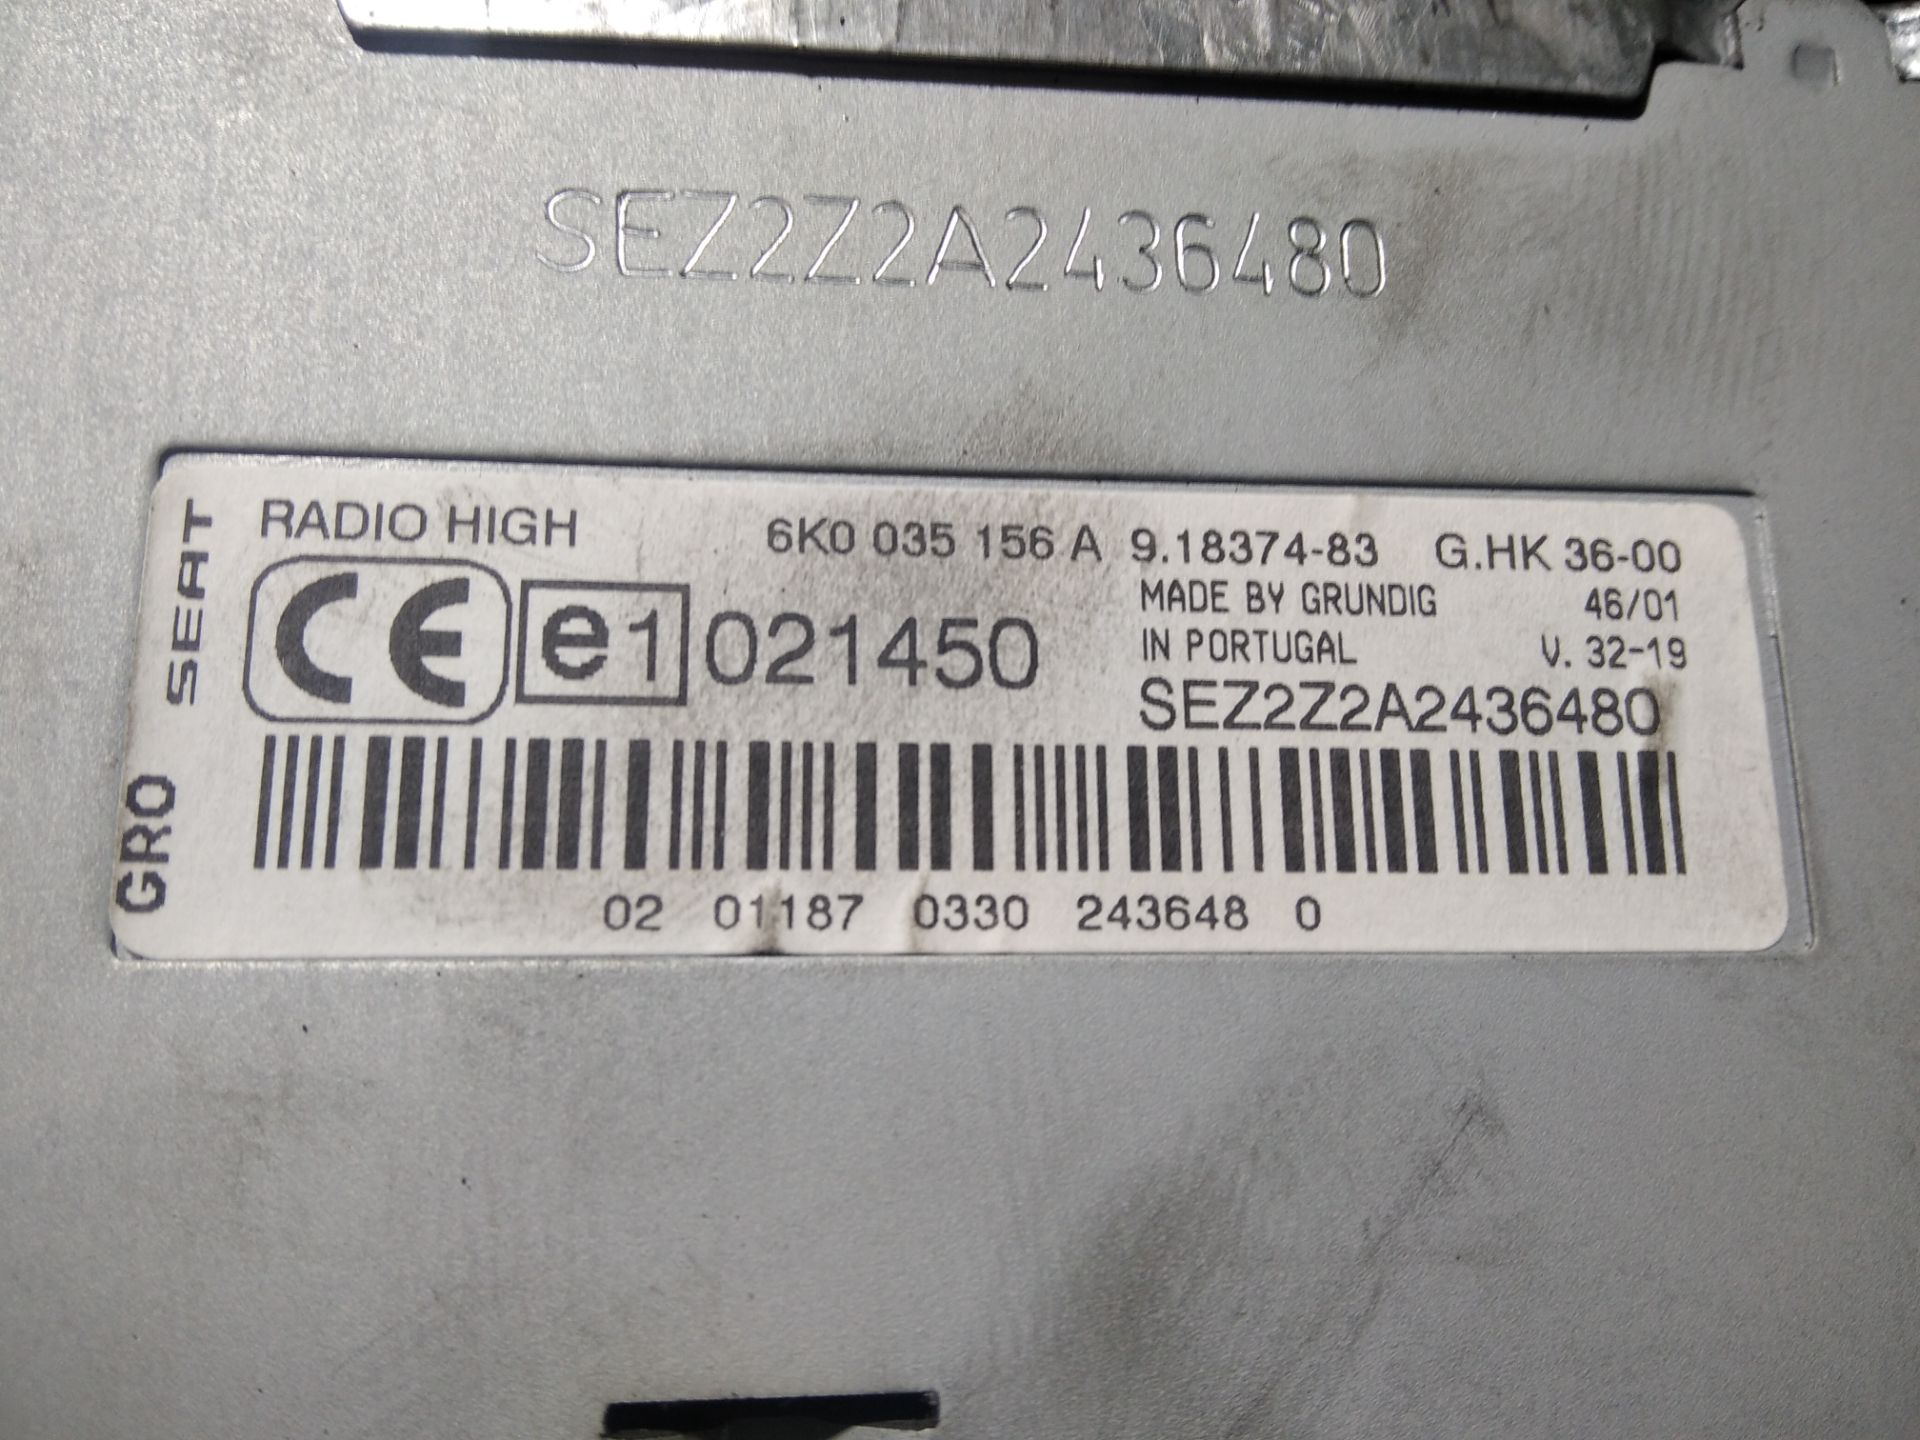 SEZ2Z2A2436480
SEAT
GRO
RADIO HIGH 6K0 035 156 A 9.18374-83 G.HK 36-00
CE e1 021450
MADE BY GRUNDIG 46/01
IN PORTUGAL V. 32-19
SEZ2Z2A2436480
02 01187 0330 243648 0